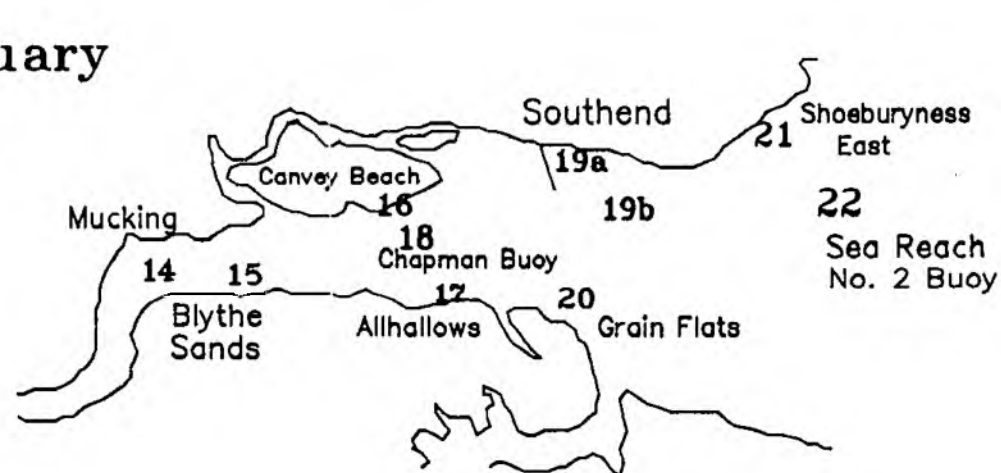 uary
Southend
Shoeburyness
East
21
19a
Canvey Beach
16
19b
22
Mucking
18
Chapman Buoy
Sea Reach
No. 2 Buoy
14
15
17
20
Blythe
Sands
Allhallows
Grain Flats